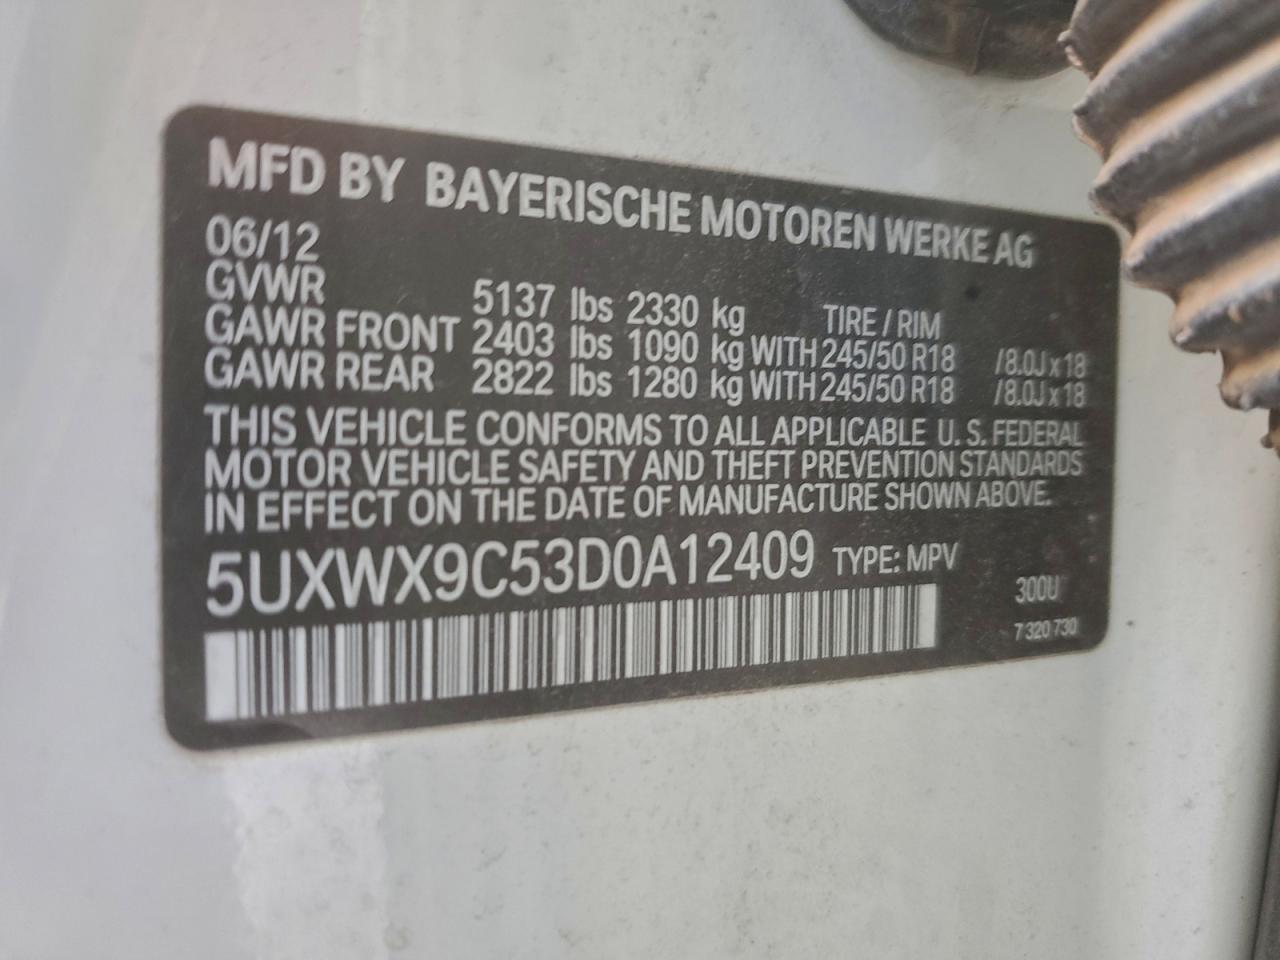 MFD BY BAYERISCHE MOTOREN WERKE AG
06/12
GVWR 5137 lbs 2330 kg TIRE / RIM
GAWR FRONT 2403 lbs 1090 kg WITH 245/50 R18 /8.0J x 18
GAWR REAR 2822 lbs 1280 kg WITH 245/50 R18 /8.0J x 18
THIS VEHICLE CONFORMS TO ALL APPLICABLE U. S. FEDERAL
MOTOR VEHICLE SAFETY AND THEFT PREVENTION STANDARDS
IN EFFECT ON THE DATE OF MANUFACTURE SHOWN ABOVE.
5UXWX9C53D0A12409 TYPE: MPV
300U
7 320 730